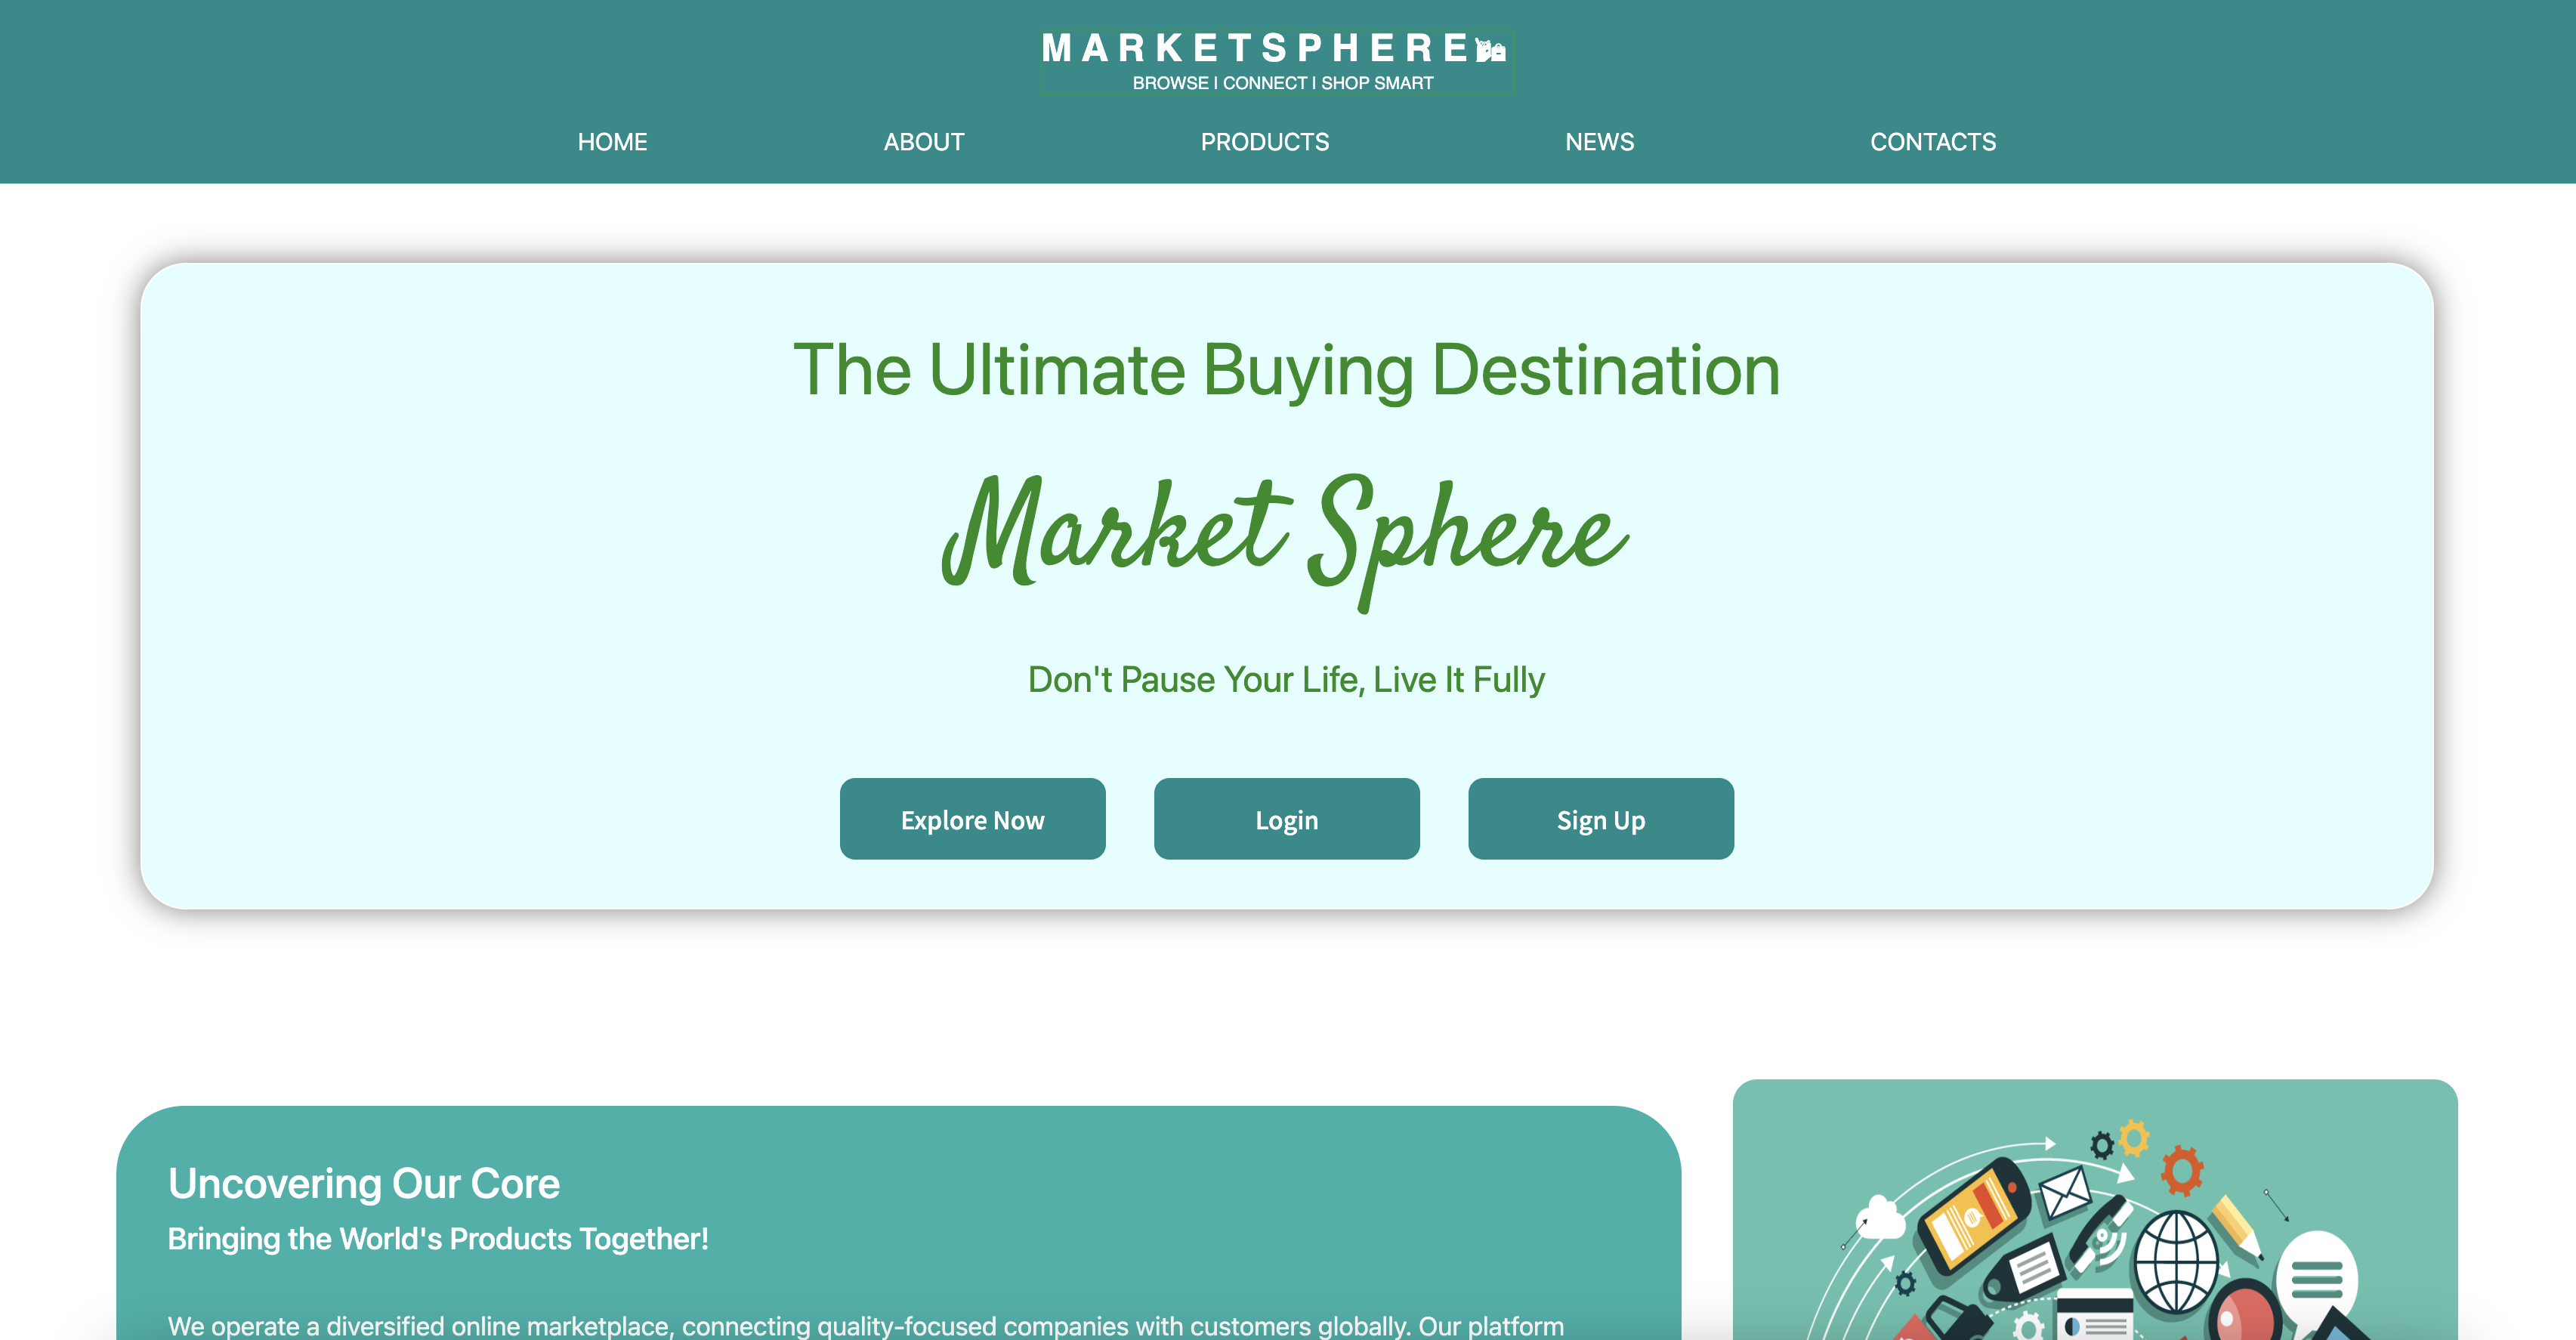 MARKETSPHERE
BROWSE I CONNECT I SHOP SMART
HOME ABOUT PRODUCTS NEWS CONTACTS
The Ultimate Buying Destination
Market Sphere
Don't Pause Your Life, Live It Fully
Explore Now Login Sign Up
Uncovering Our Core
Bringing the World's Products Together!
We operate a diversified online marketplace, connecting quality-focused companies with customers globally. Our platform